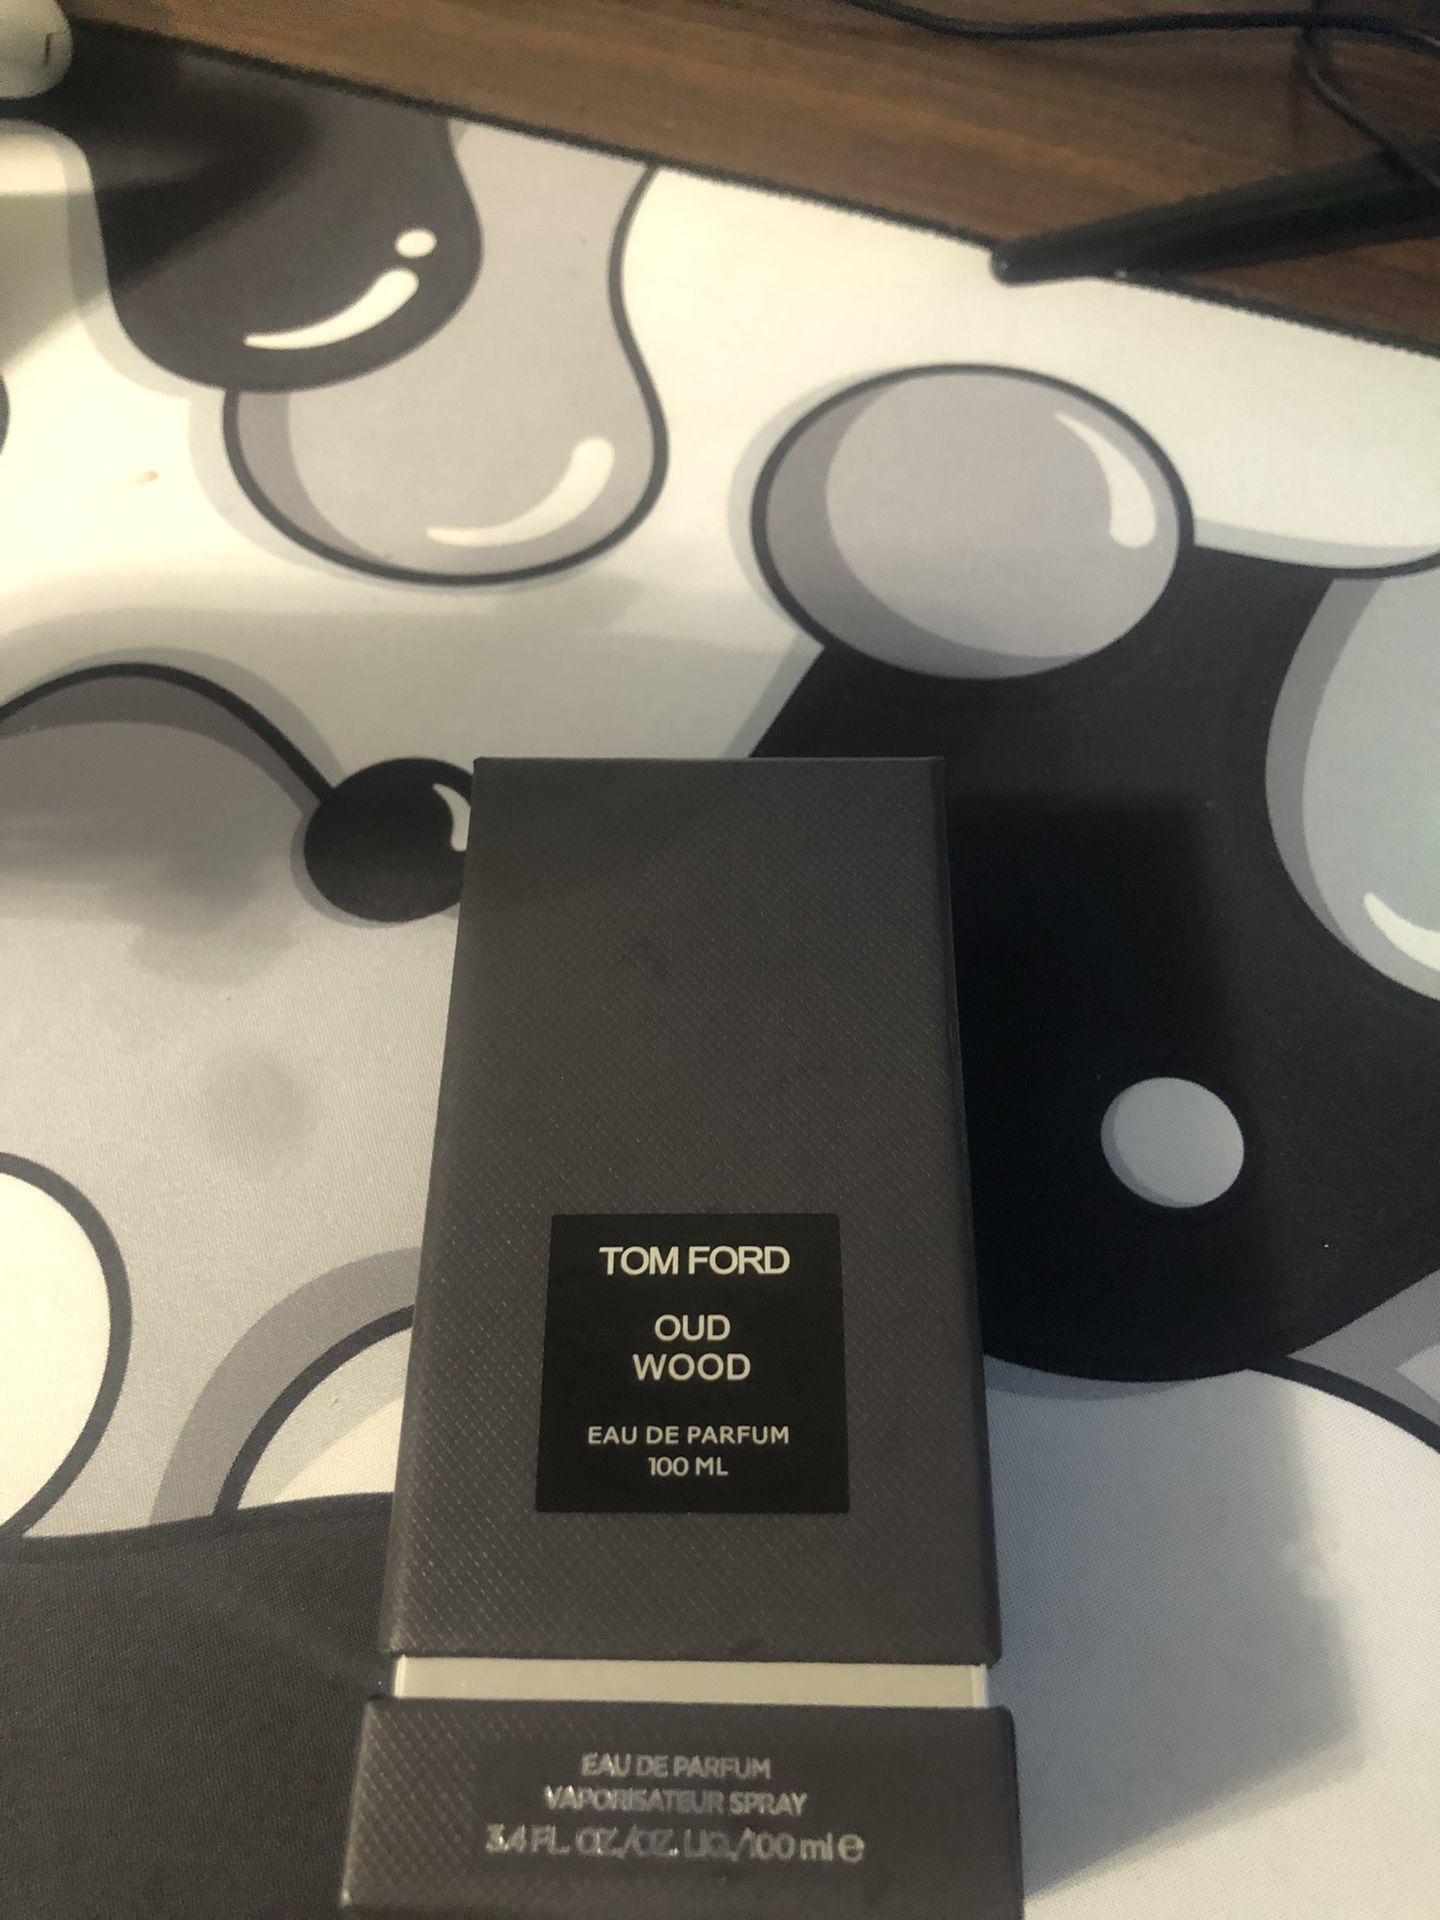 TOM FORD
OUD
WOOD
EAU DE PARFUM
100 ML
EAU DE PARFUM
VAPORISATEUR SPRAY
3.4 FL. OZ./OZ. LIQ./100 ml ℮